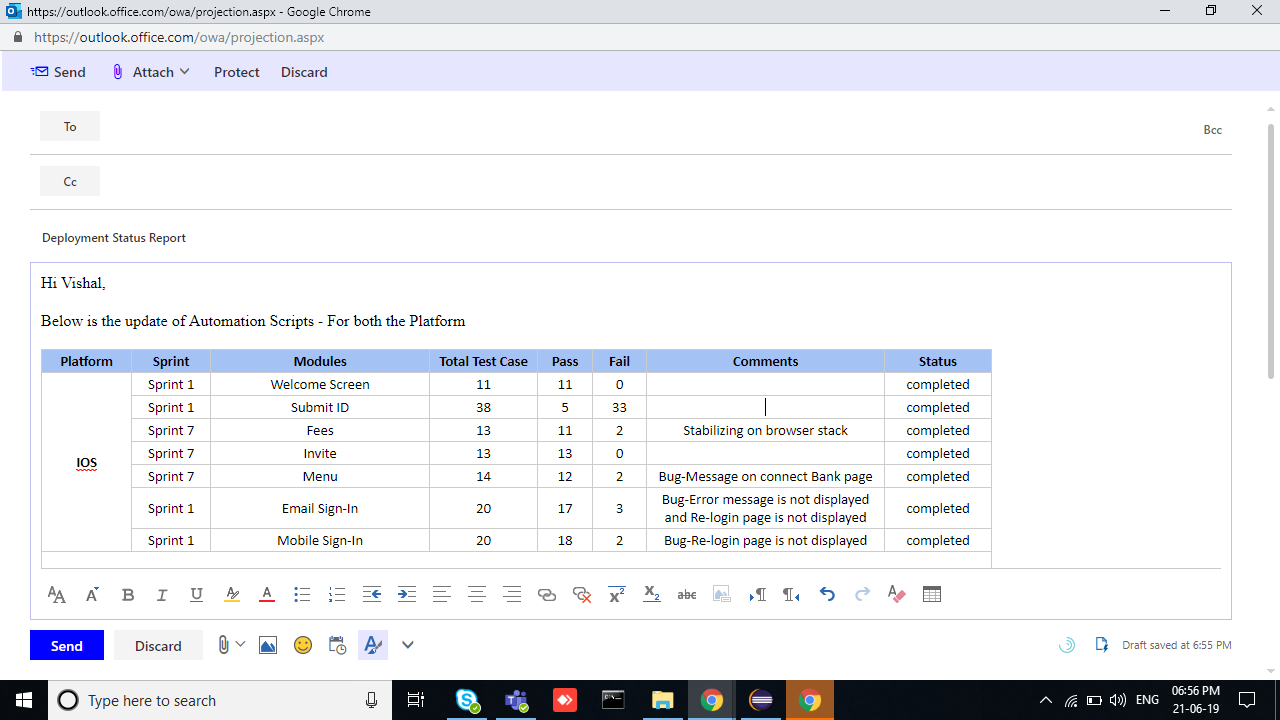 https://outlook.office.com/owa/projection.aspx - Google Chrome
https://outlook.office.com/owa/projection.aspx
Send Attach Protect Discard
To Bcc
Cc
Deployment Status Report
Hi Vishal,
Below is the update of Automation Scripts - For both the Platform
Platform Sprint Modules Total Test Case Pass Fail Comments Status
Sprint 1 Welcome Screen 11 11 0 completed
Sprint 1 Submit ID 38 5 33 completed
Sprint 7 Fees 13 11 2 Stabilizing on browser stack completed
Sprint 7 Invite 13 13 0 completed
IOS
Sprint 7 Menu 14 12 2 Bug-Message on connect Bank page completed
Sprint 1 Email Sign-In 20 17 3 Bug-Error message is not displayed
and Re-login page is not displayed completed
Sprint 1 Mobile Sign-In 20 18 2 Bug-Re-login page is not displayed completed
Send Discard Draft saved at 6:55 PM
Type here to search ENG 06:56 PM
21-06-19